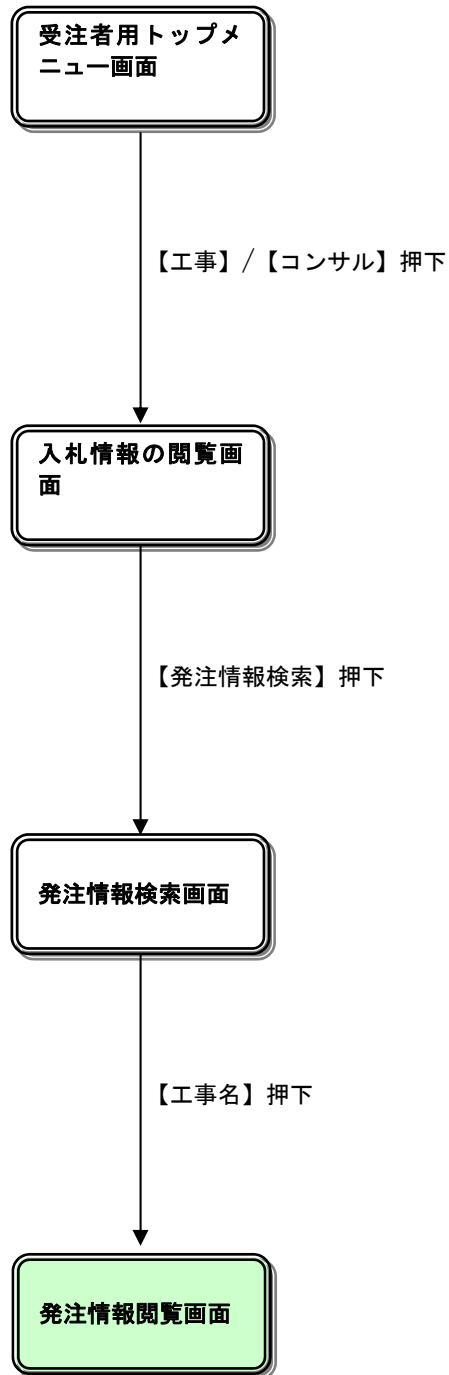 受注者用トップメ
ニュー画面
【工事】/【コンサル】押下
入札情報の閲覧画
面
【発注情報検索】押下
発注情報検索画面
【工事名】押下
発注情報閲覧画面